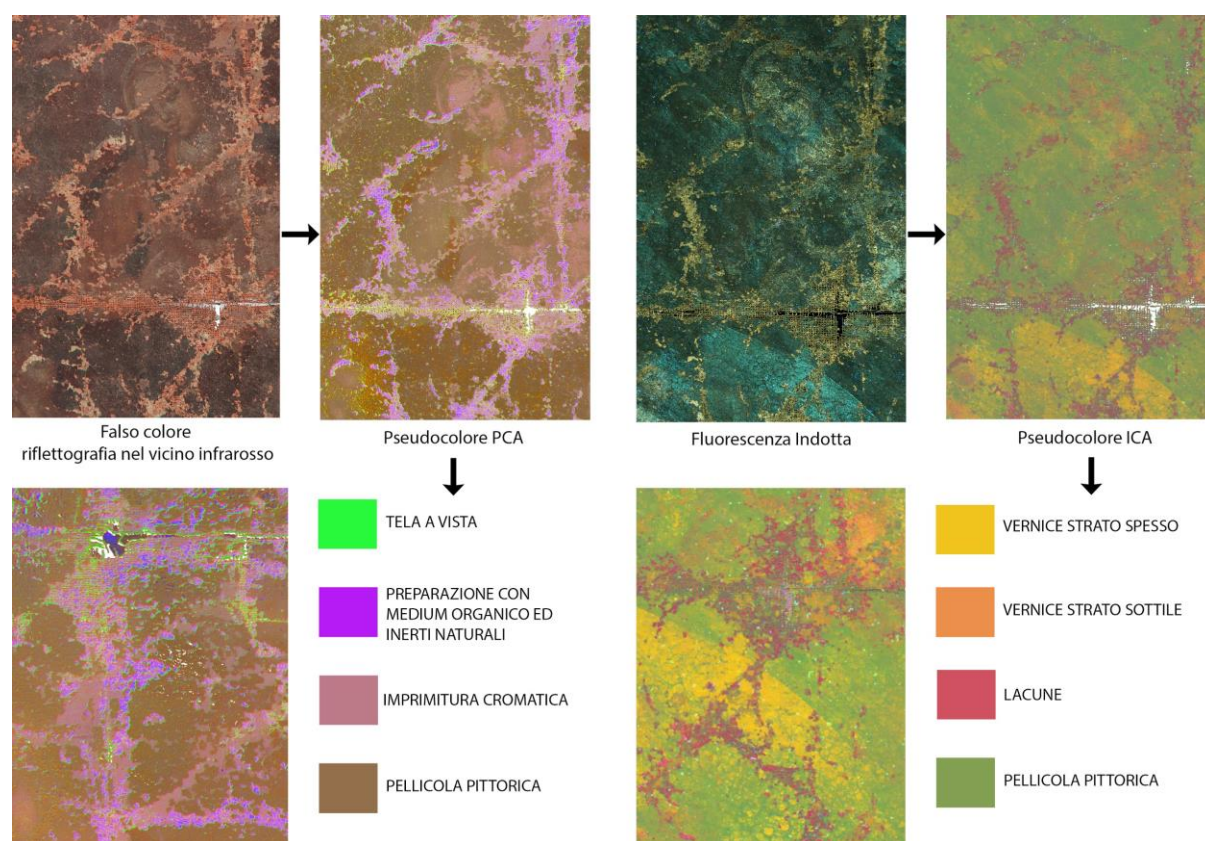 Falso colore
riflettografia nel vicino infrarosso
Pseudocolore PCA
Fluorescenza Indotta
Pseudocolore ICA
TELA A VISTA
PREPARAZIONE CON
MEDIUM ORGANICO ED
INERTI NATURALI
IMPRIMITURA CROMATICA
PELLICOLA PITTORICA
VERNICE STRATO SPESSO
VERNICE STRATO SOTTILE
LACUNE
PELLICOLA PITTORICA